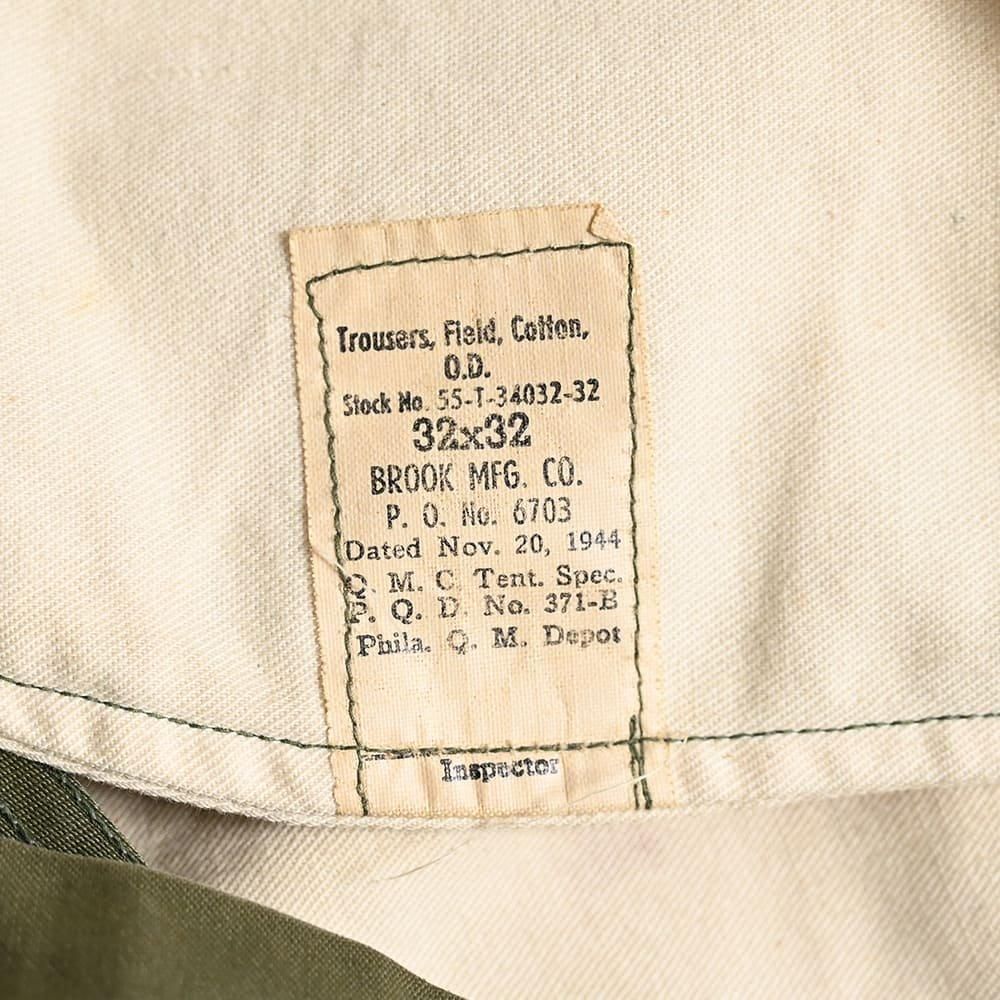 Trousers, Field, Cotton,
O.D.
Stock No. 55-T-34032-32
32x32
BROOK MFG. CO.
P. O. No. 6703
Dated Nov. 20, 1944
Q. M. C. Tent. Spec.
P. Q. D. No. 371-B
Phila. Q. M. Depot
Inspector